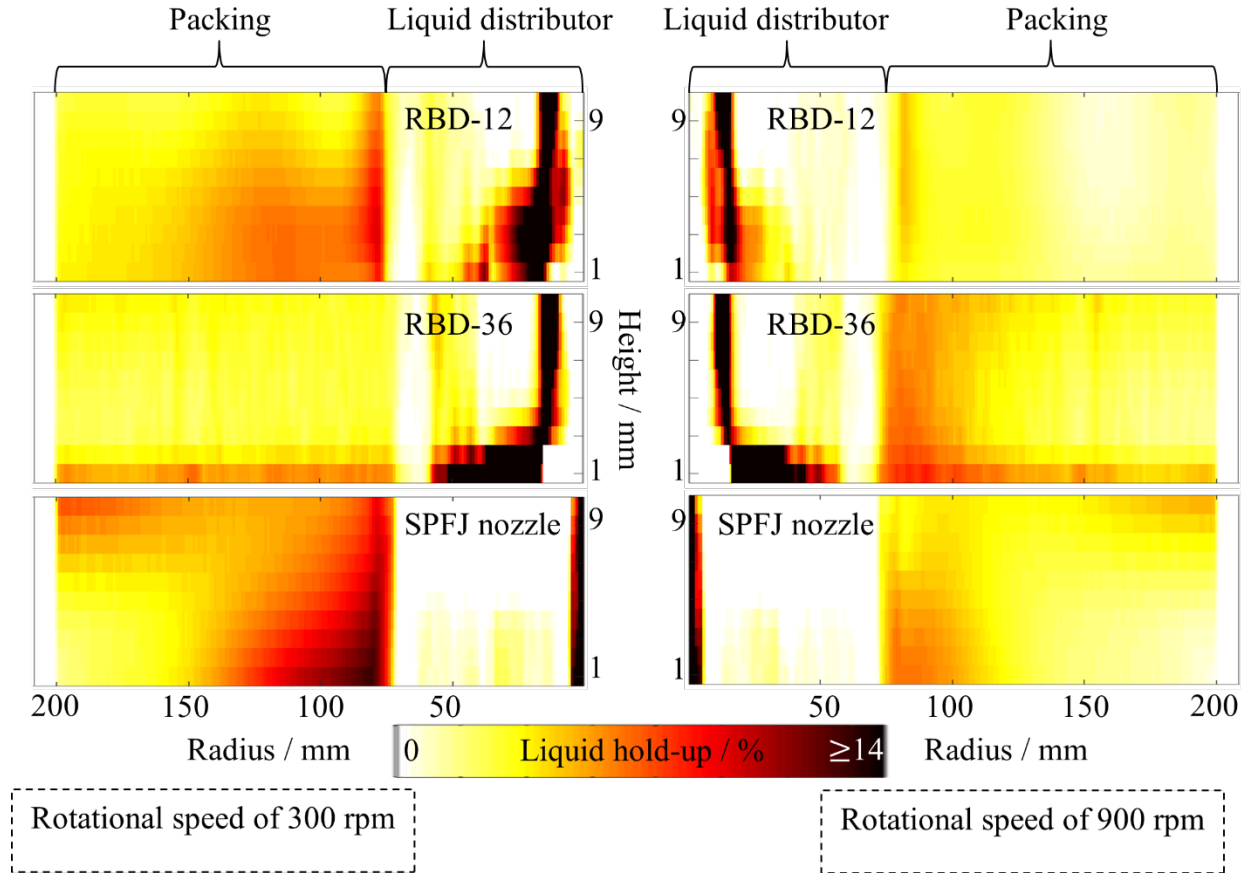 Packing Liquid distributor Liquid distributor Packing
RBD-12 9 RBD-12
9
1 1
RBD-36 9 RBD-36
9
Height / mm
1 1
SPFJ nozzle 9 SPFJ nozzle
9
1 1
200 150 100 50 50 100 150 200
Radius / mm 0 Liquid hold-up / % ≥14 Radius / mm
Rotational speed of 300 rpm Rotational speed of 900 rpm